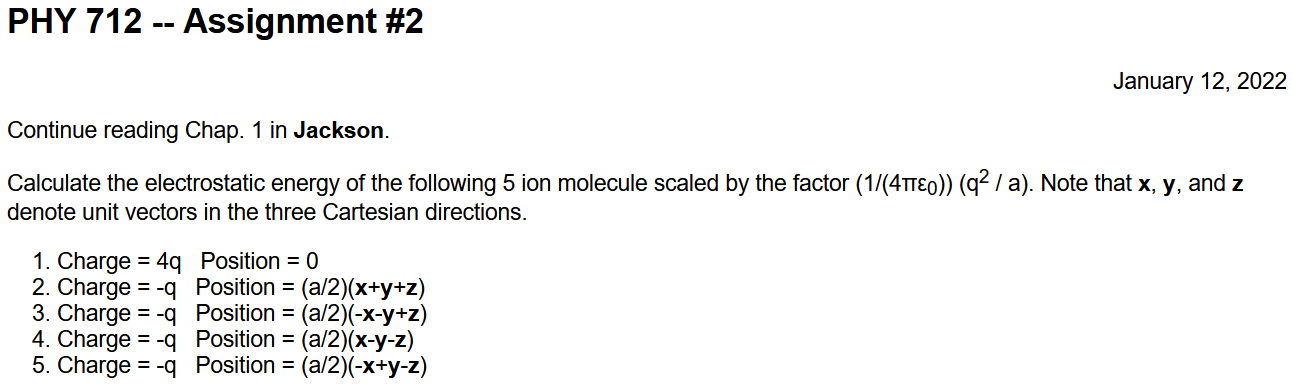 PHY 712 -- Assignment #2
January 12, 2022
Continue reading Chap. 1 in Jackson.
Calculate the electrostatic energy of the following 5 ion molecule scaled by the factor (1/(4πε₀)) (q² / a). Note that x, y, and z
denote unit vectors in the three Cartesian directions.
1. Charge = 4q Position = 0
2. Charge = -q Position = (a/2)(x+y+z)
3. Charge = -q Position = (a/2)(-x-y+z)
4. Charge = -q Position = (a/2)(x-y-z)
5. Charge = -q Position = (a/2)(-x+y-z)